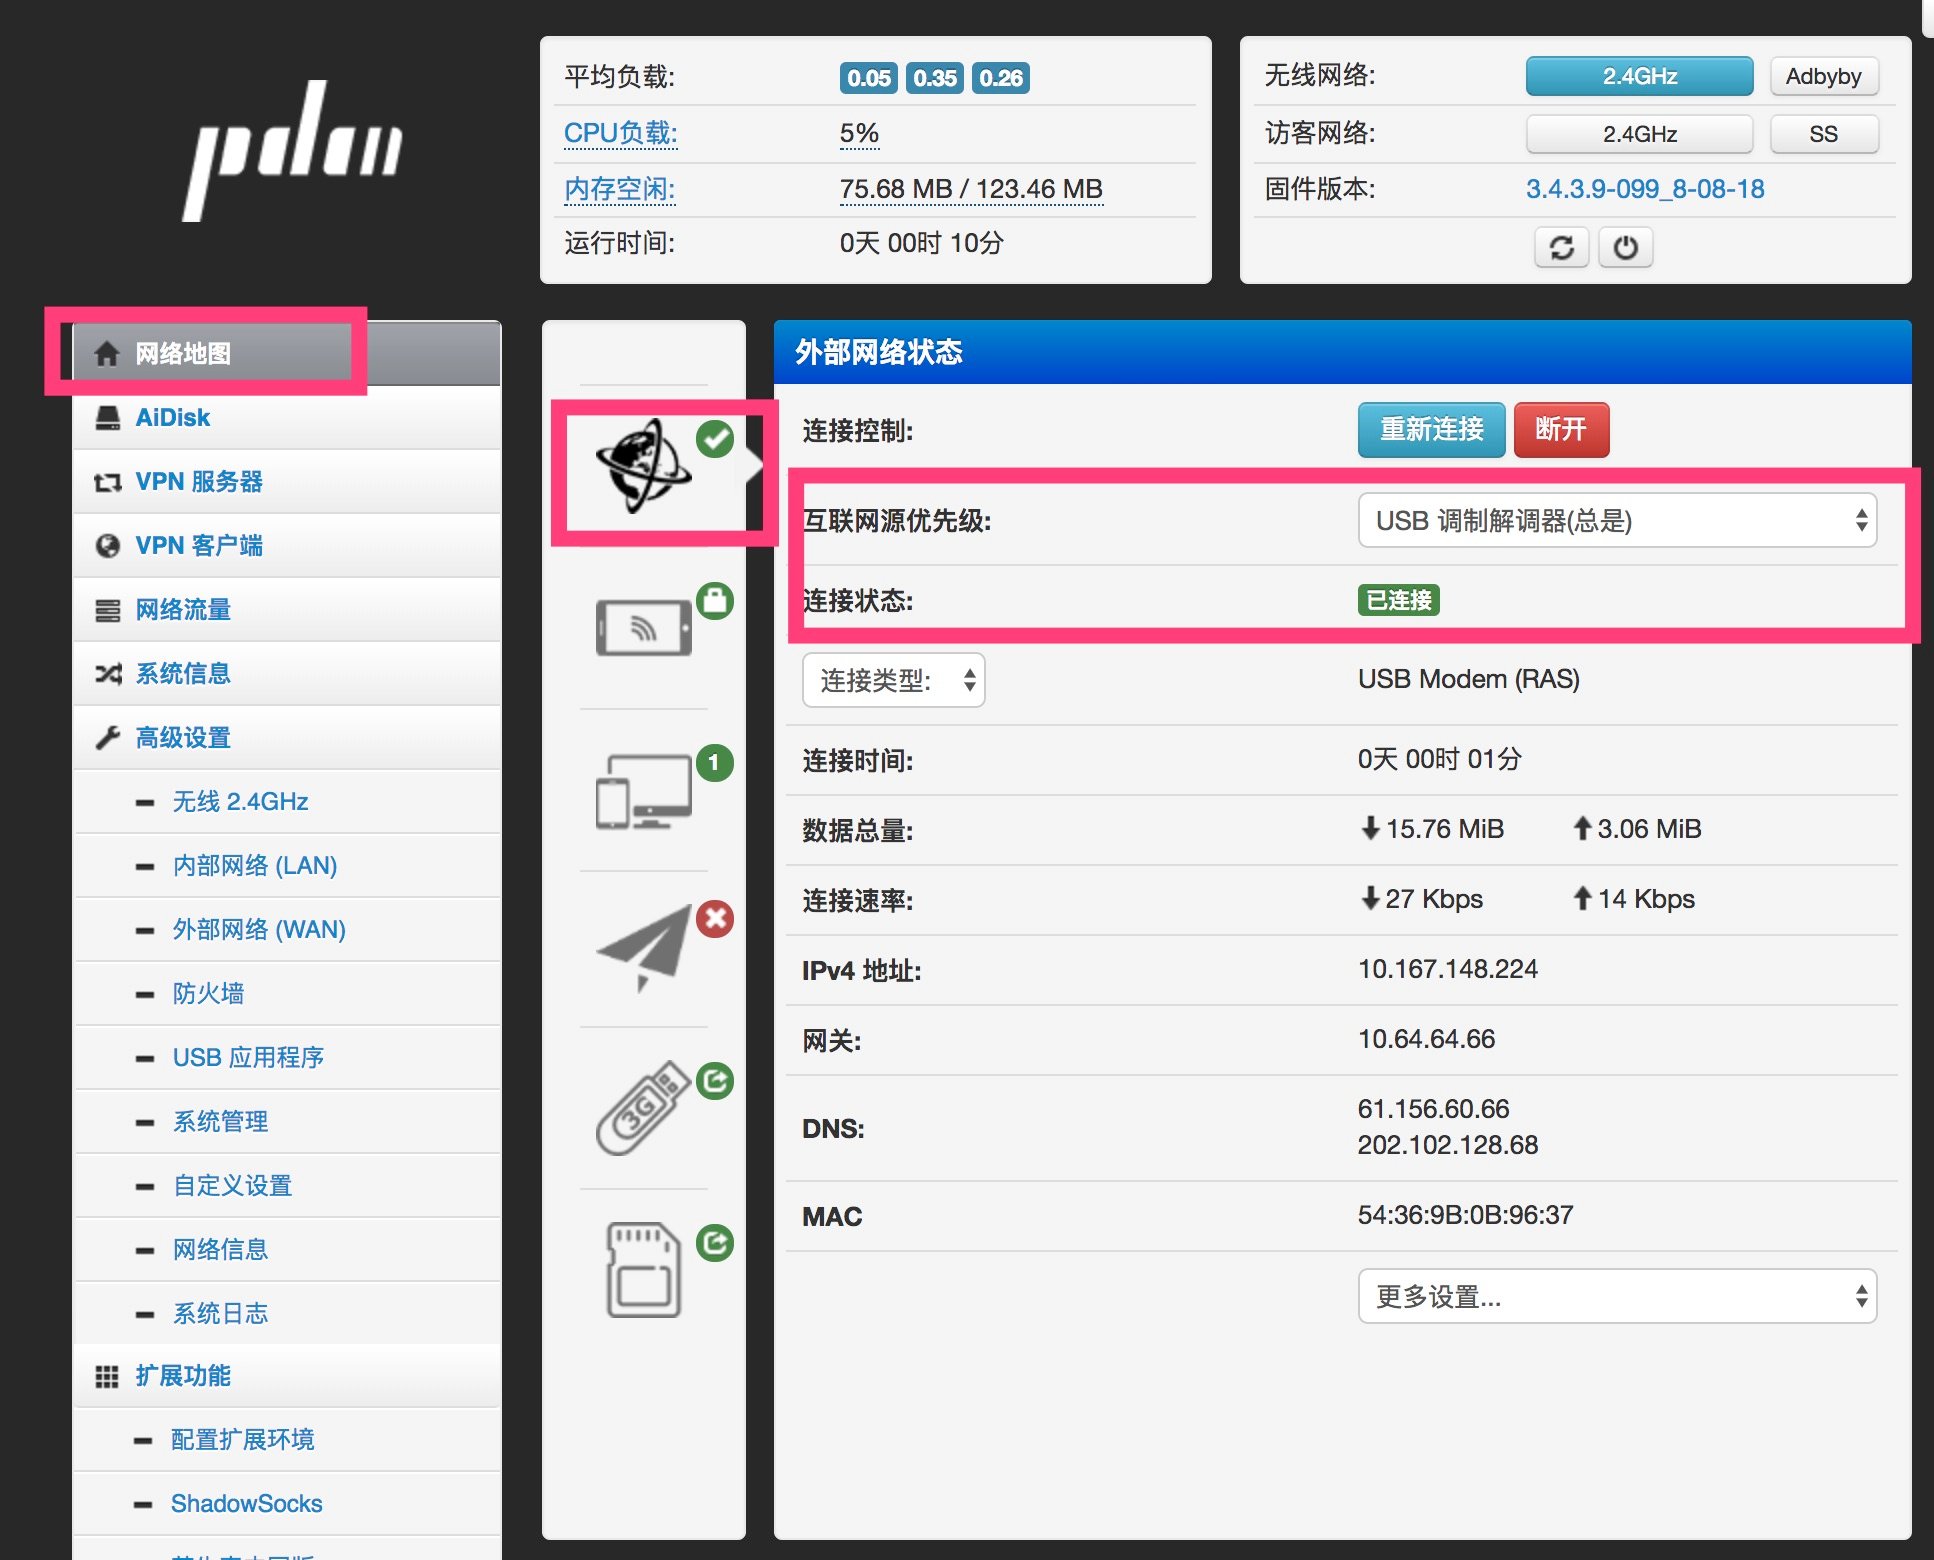 pdcn
平均负载: 0.05 0.35 0.26
CPU负载: 5%
内存空闲: 75.68 MB / 123.46 MB
运行时间: 0天 00时 10分
无线网络: 2.4GHz Adbyby
访客网络: 2.4GHz SS
固件版本: 3.4.3.9-099_8-08-18
网络地图
AiDisk
VPN 服务器
VPN 客户端
网络流量
系统信息
高级设置
无线 2.4GHz
内部网络 (LAN)
外部网络 (WAN)
防火墙
USB 应用程序
系统管理
自定义设置
网络信息
系统日志
扩展功能
配置扩展环境
ShadowSocks
1
3G
外部网络状态
连接控制: 重新连接 断开
互联网源优先级: USB 调制解调器(总是)
连接状态: 已连接
连接类型: USB Modem (RAS)
连接时间: 0天 00时 01分
数据总量: 15.76 MiB 3.06 MiB
连接速率: 27 Kbps 14 Kbps
IPv4 地址: 10.167.148.224
网关: 10.64.64.66
DNS: 61.156.60.66
202.102.128.68
MAC 54:36:9B:0B:96:37
更多设置...